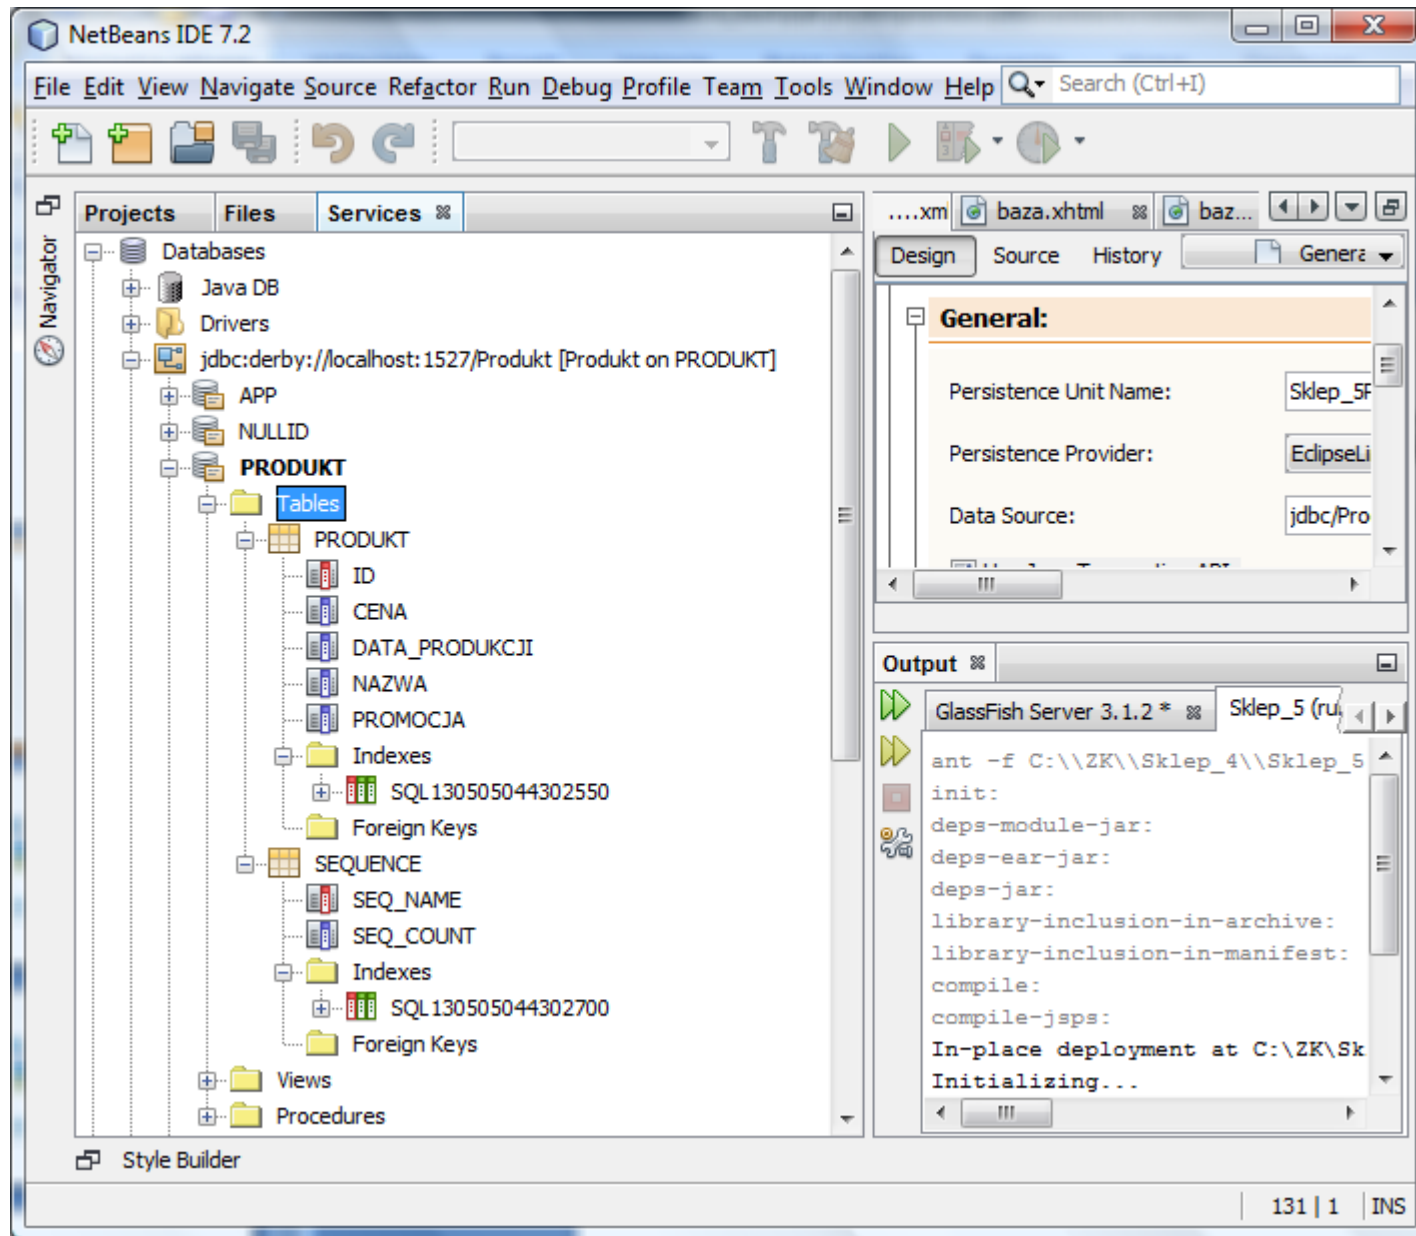 NetBeans IDE 7.2
File Edit View Navigate Source Refactor Run Debug Profile Team Tools Window Help Search (Ctrl+I)
Navigator
Projects Files Services
Databases
Java DB
Drivers
jdbc:derby://localhost:1527/Produkt [Produkt on PRODUKT]
APP
NULLID
PRODUKT
Tables
PRODUKT
ID
CENA
DATA_PRODUKCJI
NAZWA
PROMOCJA
Indexes
SQL130505044302550
Foreign Keys
SEQUENCE
SEQ_NAME
SEQ_COUNT
Indexes
SQL130505044302700
Foreign Keys
Views
Procedures
....xml baza.xhtml baz...
Design Source History Genera
General:
Persistence Unit Name: Sklep_5P
Persistence Provider: EclipseLi
Data Source: jdbc/Pro
Output
GlassFish Server 3.1.2 * Sklep_5 (ru
ant -f C:\\ZK\\Sklep_4\\Sklep_5
init:
deps-module-jar:
deps-ear-jar:
deps-jar:
library-inclusion-in-archive:
library-inclusion-in-manifest:
compile:
compile-jsps:
In-place deployment at C:\ZK\Sk
Initializing...
Style Builder
131 | 1 INS